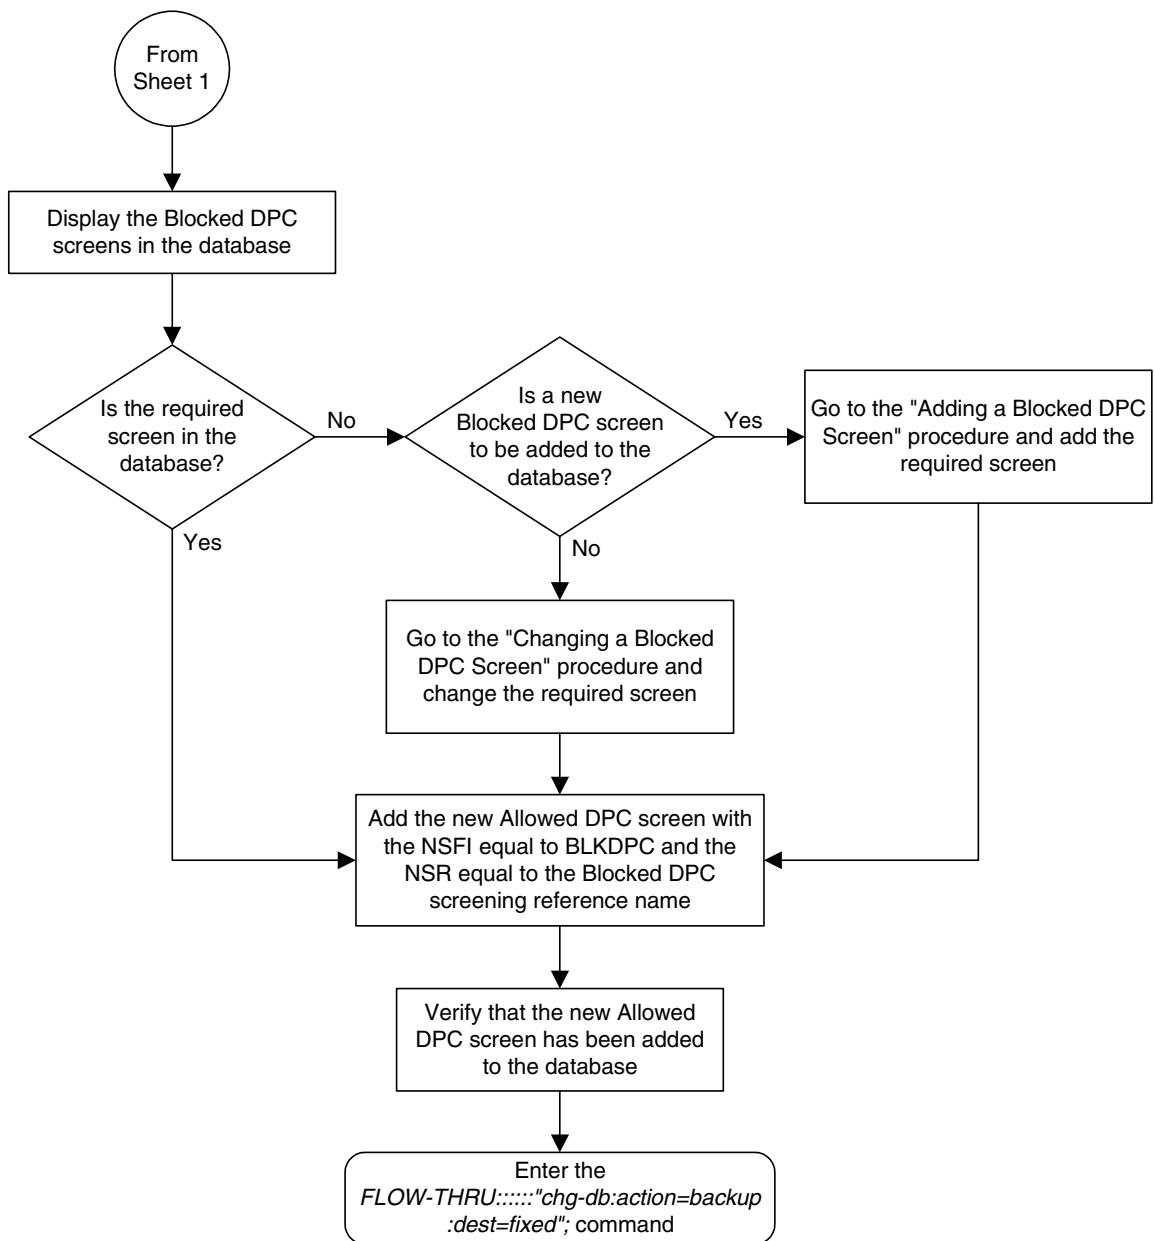 From
Sheet 1
Display the Blocked DPC
screens in the database
Is the required
screen in the
database?
No
Yes
Is a new
Blocked DPC screen
to be added to the
database?
Yes
No
Go to the "Adding a Blocked DPC
Screen" procedure and add the
required screen
Go to the "Changing a Blocked
DPC Screen" procedure and
change the required screen
Add the new Allowed DPC screen with
the NSFI equal to BLKDPC and the
NSR equal to the Blocked DPC
screening reference name
Verify that the new Allowed
DPC screen has been added
to the database
Enter the
FLOW-THRU::::::"chg-db:action=backup
:dest=fixed"; command